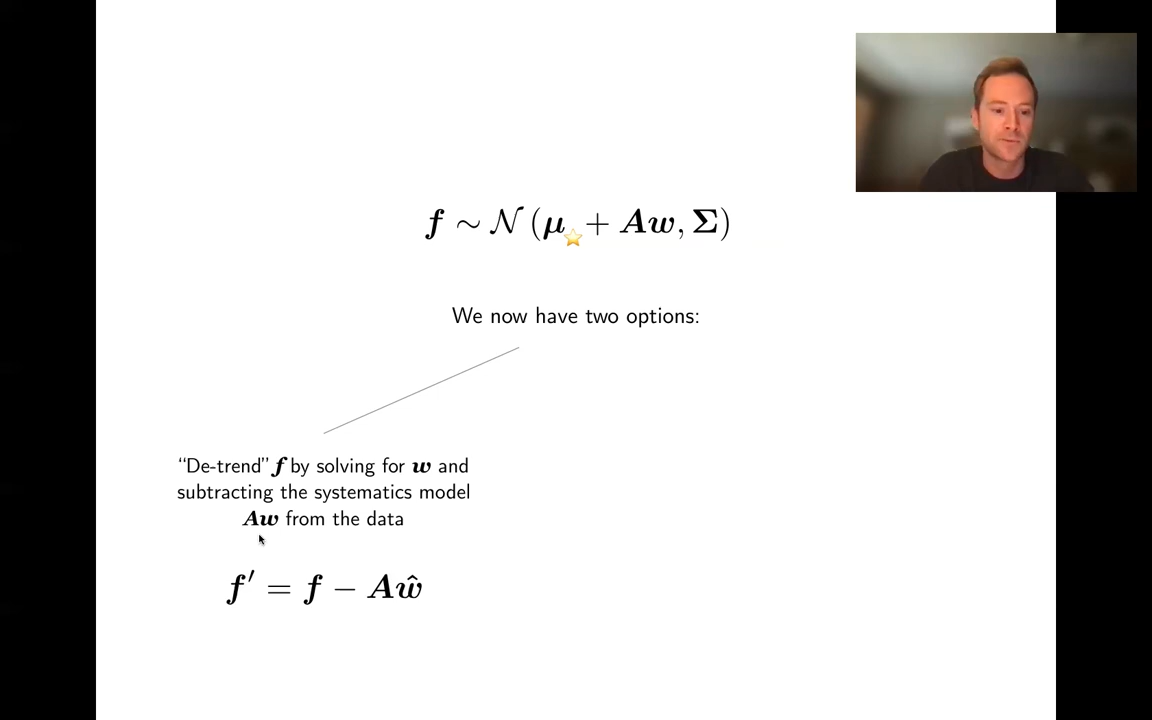 f ∼ 𝒩 (μ⭐ + Aw, Σ)
We now have two options:
“De-trend” f by solving for w and
subtracting the systematics model
Aw from the data
f′ = f − Aŵ